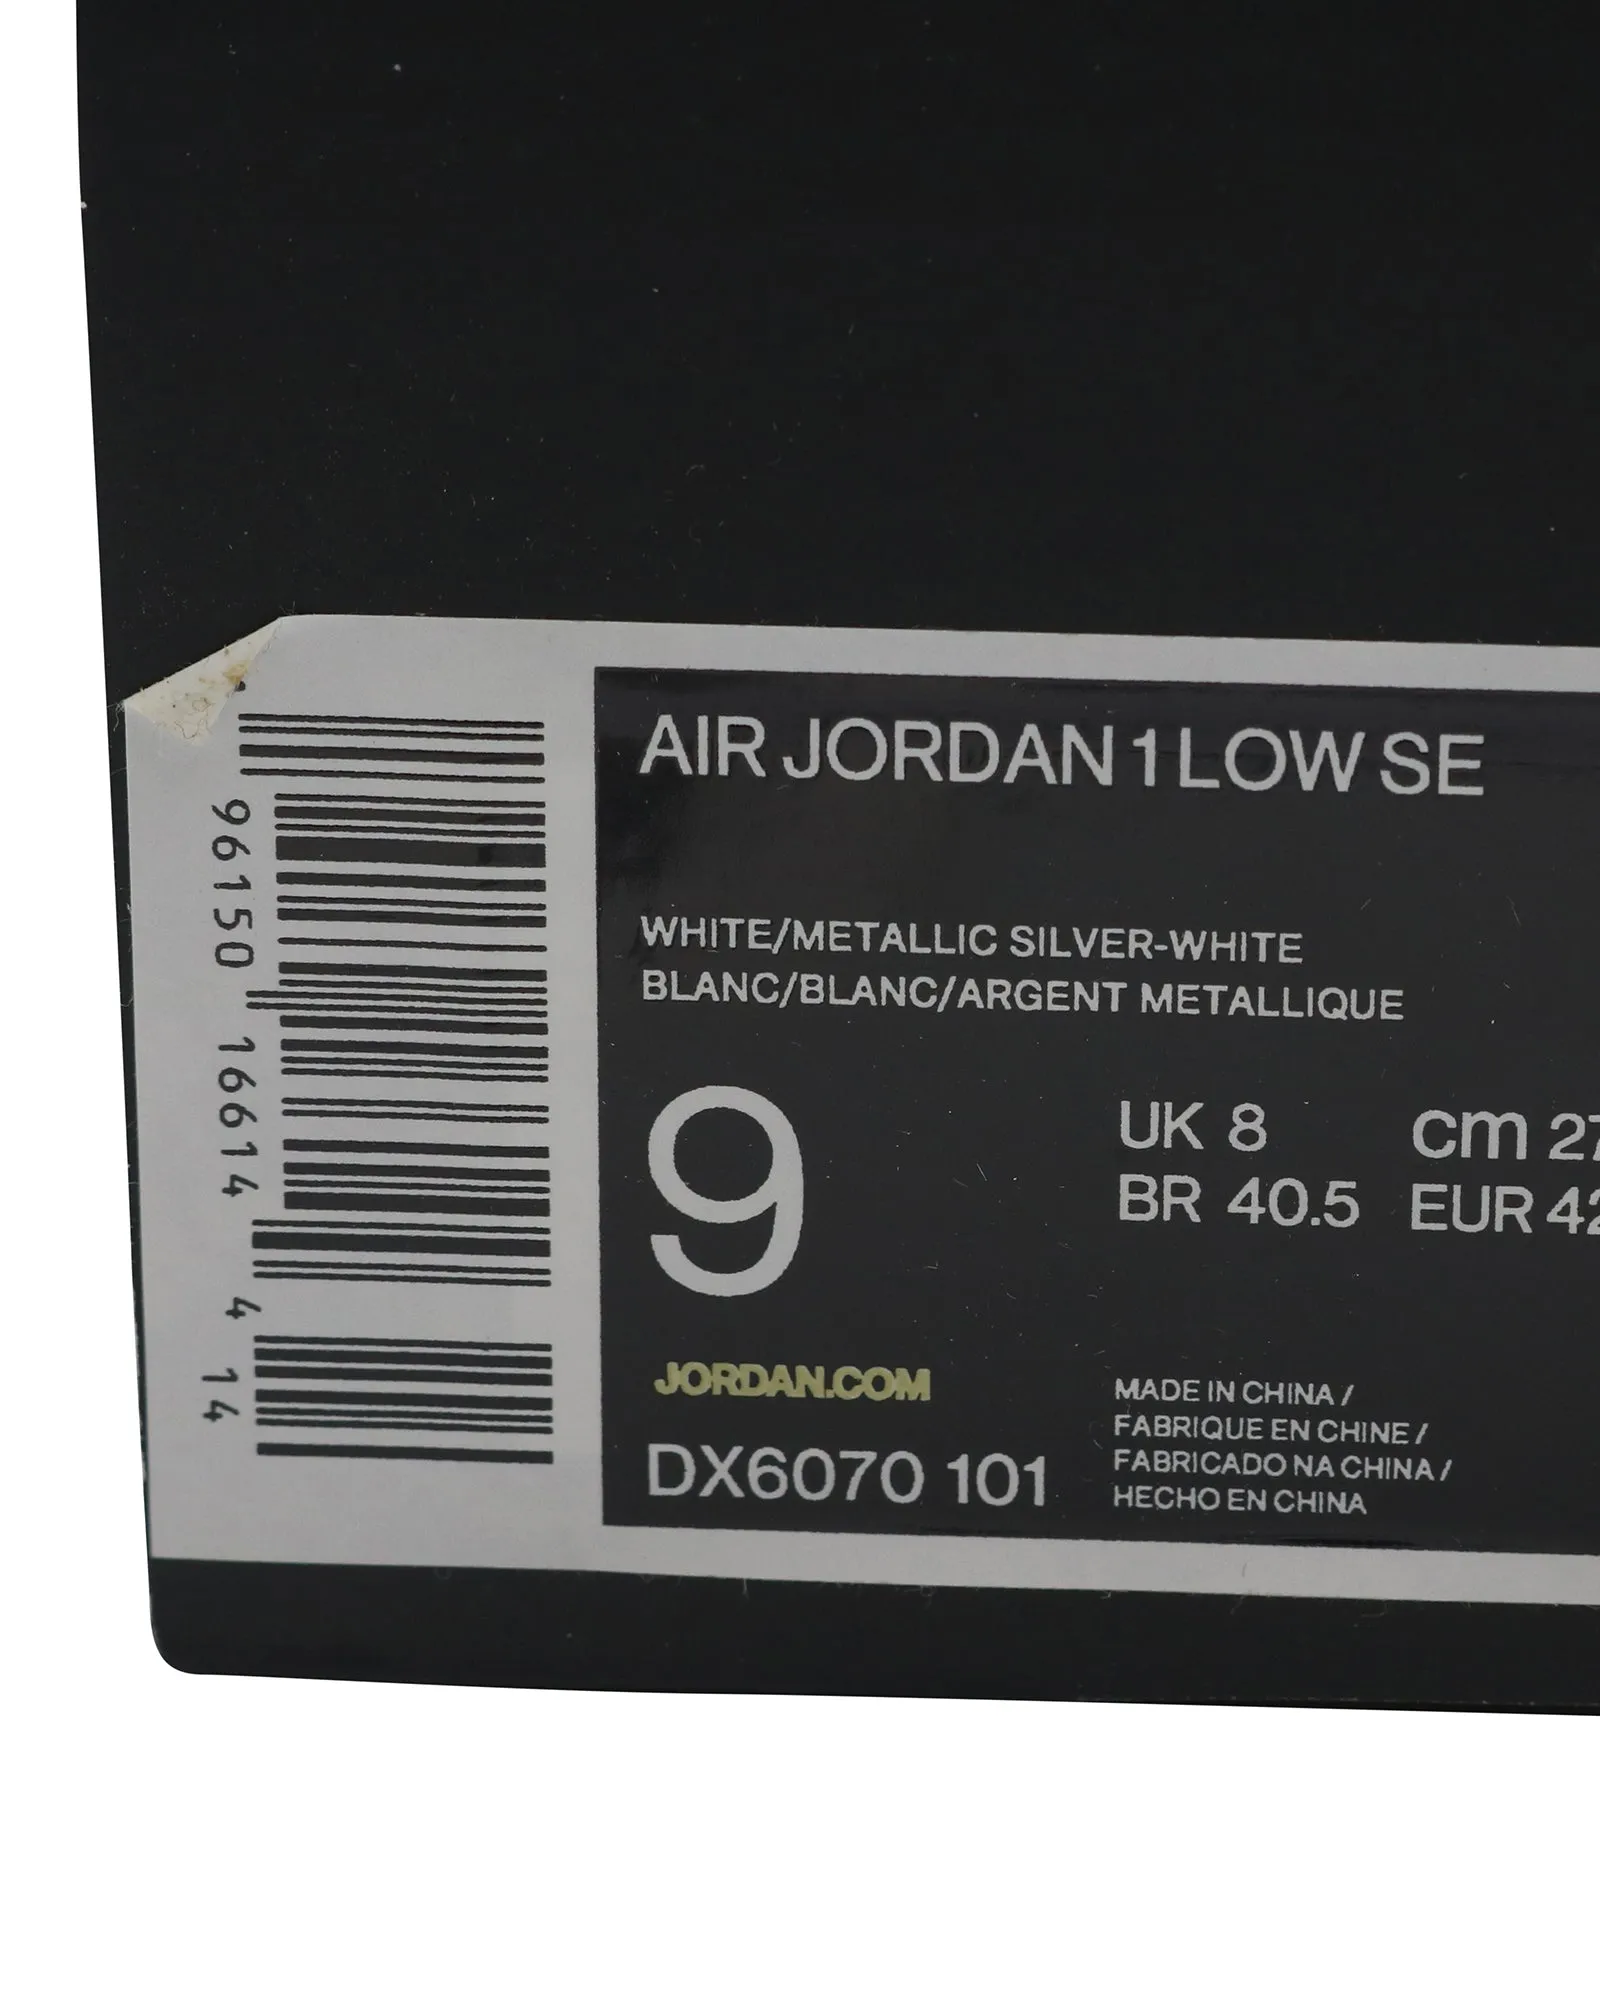 AIR JORDAN 1 LOW SE
WHITE/METALLIC SILVER-WHITE
BLANC/BLANC/ARGENT METALLIQUE
9
UK 8
cm 27
BR 40.5
EUR 42
JORDAN.COM
DX6070 101
MADE IN CHINA /
FABRIQUE EN CHINE /
FABRICADO NA CHINA /
HECHO EN CHINA
96150 16614 4 14